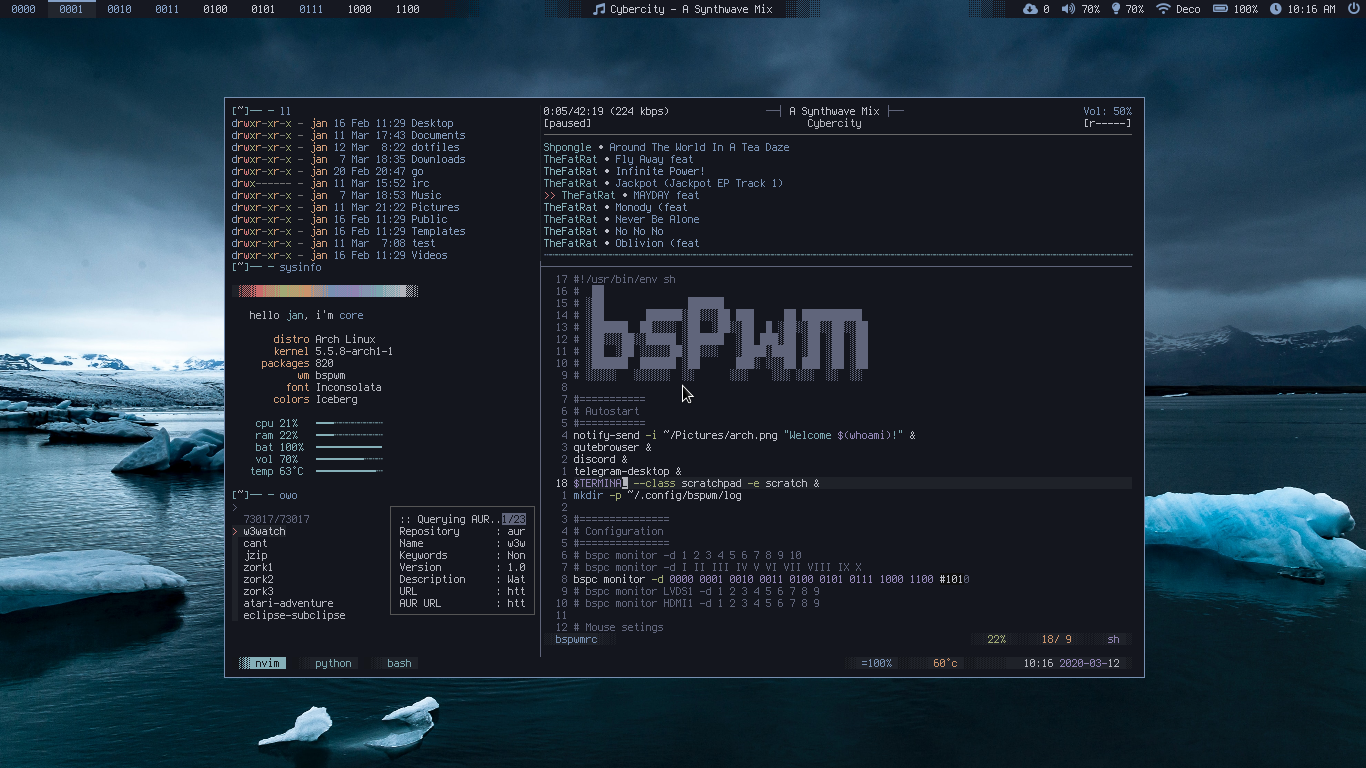 0000 0001 0010 0011 0100 0101 0111 1000 1100
Cybercity - A Synthwave Mix
0 70% 70% Deco 100% 10:16 AM
[~]── ─ ll
drwxr-xr-x - jan 16 Feb 11:29 Desktop
drwxr-xr-x - jan 11 Mar 17:43 Documents
drwxr-xr-x - jan 12 Mar  8:22 dotfiles
drwxr-xr-x - jan  7 Mar 18:35 Downloads
drwxr-xr-x - jan 20 Feb 20:47 go
drwx------ - jan 11 Mar 15:52 irc
drwxr-xr-x - jan  7 Mar 18:53 Music
drwxr-xr-x - jan 11 Mar 21:22 Pictures
drwxr-xr-x - jan 16 Feb 11:29 Public
drwxr-xr-x - jan 16 Feb 11:29 Templates
drwxr-xr-x - jan 11 Mar  7:08 test
drwxr-xr-x - jan 16 Feb 11:29 Videos
[~]── ─ sysinfo
hello jan, i'm core
distro Arch Linux
kernel 5.5.8-arch1-1
packages 820
wm bspwm
font Inconsolata
colors Iceberg
cpu 21%
ram 22%
bat 100%
vol 70%
temp 63˚C
[~]── ─ owo
>
73017/73017
> w3watch
cant
jzip
zork1
zork2
zork3
atari-adventure
eclipse-subclipse
:: Querying AUR..1/23
Repository : aur
Name : w3w
Keywords : Non
Version : 1.0
Description : Wat
URL : htt
AUR URL : htt
0:05/42:19 (224 kbps) ──┤ A Synthwave Mix ├── Vol: 50%
[paused] Cybercity [r-----]
Shpongle • Around The World In A Tea Daze
TheFatRat • Fly Away feat
TheFatRat • Infinite Power!
TheFatRat • Jackpot (Jackpot EP Track 1)
>> TheFatRat • MAYDAY feat
TheFatRat • Monody (feat
TheFatRat • Never Be Alone
TheFatRat • No No No
TheFatRat • Oblivion (feat
17 #!/usr/bin/env sh
16 #
15 #
14 #
13 #
12 #
11 #
10 #
9 #
bspwm
8
7 #===========
6 # Autostart
5 #===========
4 notify-send -i ~/Pictures/arch.png "Welcome $(whoami)!" &
3 qutebrowser &
2 discord &
1 telegram-desktop &
18 $TERMINAL --class scratchpad -e scratch &
1 mkdir -p ~/.config/bspwm/log
2
3 #===============
4 # Configuration
5 #===============
6 # bspc monitor -d 1 2 3 4 5 6 7 8 9 10
7 # bspc monitor -d I II III IV V VI VII VIII IX X
8 bspc monitor -d 0000 0001 0010 0011 0100 0101 0111 1000 1100 #1010
9 # bspc monitor LVDS1 -d 1 2 3 4 5 6 7 8 9
10 # bspc monitor HDMI1 -d 1 2 3 4 5 6 7 8 9
11
12 # Mouse setings
bspwmrc 22% 18/ 9 sh
nvim python bash =100% 60˚c 10:16 2020-03-12